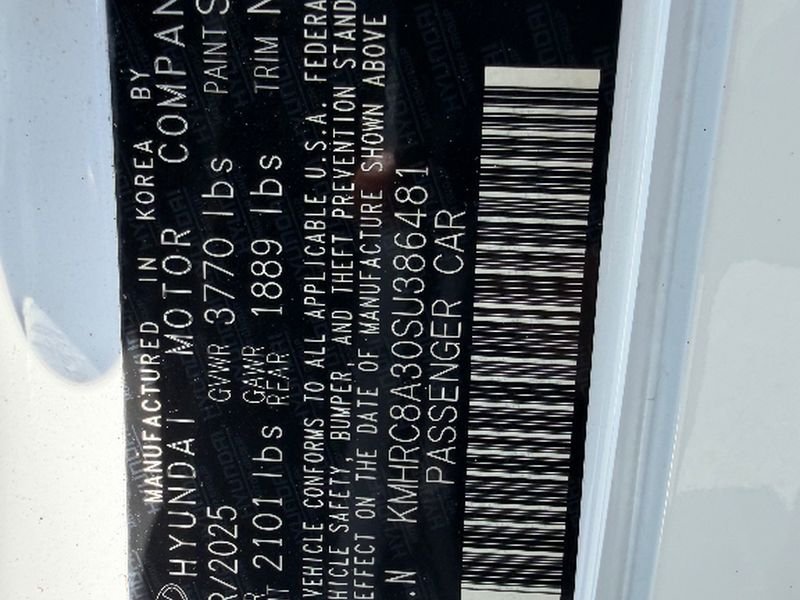 MANUFACTURED IN KOREA BY
HYUNDAI MOTOR COMPAN
R/2025 GVWR 3770 lbs PAINT S
2101 lbs GAWR REAR 1889 lbs TRIM N
VEHICLE CONFORMS TO ALL APPLICABLE U.S.A. FEDERA
HICLE SAFETY, BUMPER, AND THEFT PREVENTION STAND
EFFECT ON THE DATE OF MANUFACTURE SHOWN ABOVE
.N KMHRC8A30SU386481
PASSENGER CAR